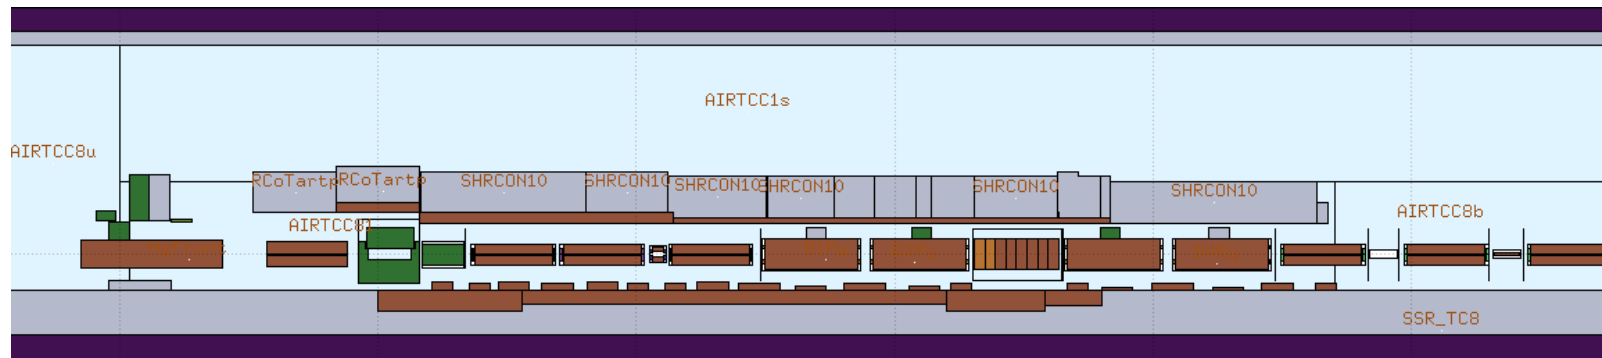 AIRTCC1s
AIRTCC8u
RCoTartp
RCoTartp
SHRCON10
SHRCON10
SHRCON10
SHRCON10
SHRCON10
SHRCON10
AIRTCC8b
SSR_TC8